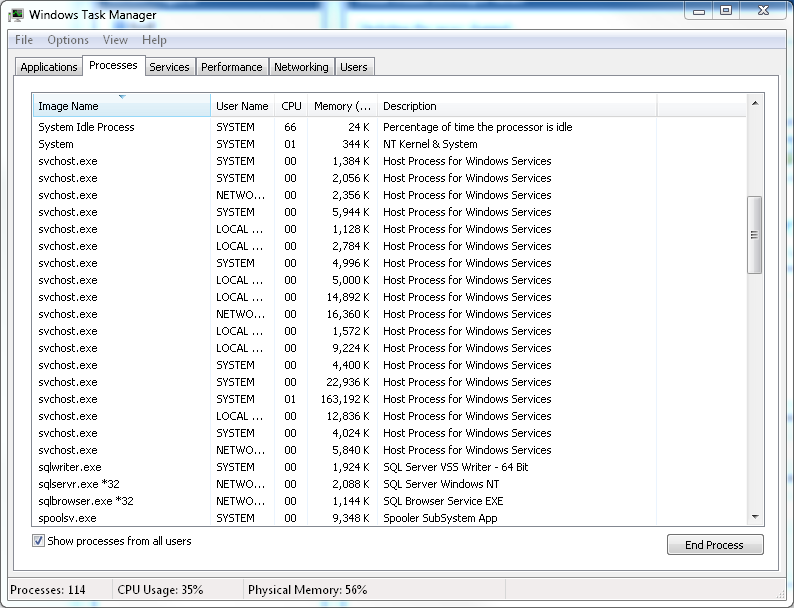 Windows Task Manager
File Options View Help
Applications Processes Services Performance Networking Users
Image Name User Name CPU Memory (... Description
System Idle Process SYSTEM 66 24 K Percentage of time the processor is idle
System SYSTEM 01 344 K NT Kernel & System
svchost.exe SYSTEM 00 1,384 K Host Process for Windows Services
svchost.exe SYSTEM 00 2,056 K Host Process for Windows Services
svchost.exe NETWO... 00 2,356 K Host Process for Windows Services
svchost.exe SYSTEM 00 5,944 K Host Process for Windows Services
svchost.exe LOCAL ... 00 1,128 K Host Process for Windows Services
svchost.exe LOCAL ... 00 2,784 K Host Process for Windows Services
svchost.exe SYSTEM 00 4,996 K Host Process for Windows Services
svchost.exe LOCAL ... 00 5,000 K Host Process for Windows Services
svchost.exe LOCAL ... 00 14,892 K Host Process for Windows Services
svchost.exe NETWO... 00 16,360 K Host Process for Windows Services
svchost.exe LOCAL ... 00 1,572 K Host Process for Windows Services
svchost.exe LOCAL ... 00 9,224 K Host Process for Windows Services
svchost.exe SYSTEM 00 4,400 K Host Process for Windows Services
svchost.exe SYSTEM 00 22,936 K Host Process for Windows Services
svchost.exe SYSTEM 01 163,192 K Host Process for Windows Services
svchost.exe LOCAL ... 00 12,836 K Host Process for Windows Services
svchost.exe SYSTEM 00 4,024 K Host Process for Windows Services
svchost.exe NETWO... 00 5,840 K Host Process for Windows Services
sqlwriter.exe SYSTEM 00 1,924 K SQL Server VSS Writer - 64 Bit
sqlservr.exe *32 NETWO... 00 2,088 K SQL Server Windows NT
sqlbrowser.exe *32 NETWO... 00 1,144 K SQL Browser Service EXE
spoolsv.exe SYSTEM 00 9,348 K Spooler SubSystem App
Show processes from all users
End Process
Processes: 114 CPU Usage: 35% Physical Memory: 56%